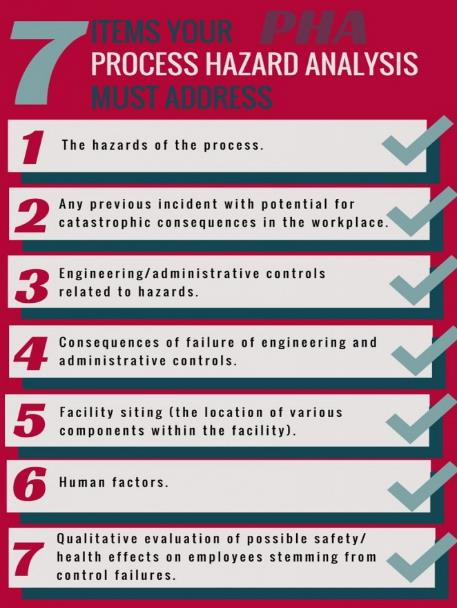 7 ITEMS YOUR PHA
PROCESS HAZARD ANALYSIS
MUST ADDRESS
1 The hazards of the process.
2 Any previous incident with potential for
catastrophic consequences in the workplace.
3 Engineering/administrative controls
related to hazards.
4 Consequences of failure of engineering and
administrative controls.
5 Facility siting (the location of various
components within the facility).
6 Human factors.
7 Qualitative evaluation of possible safety/
health effects on employees stemming from
control failures.